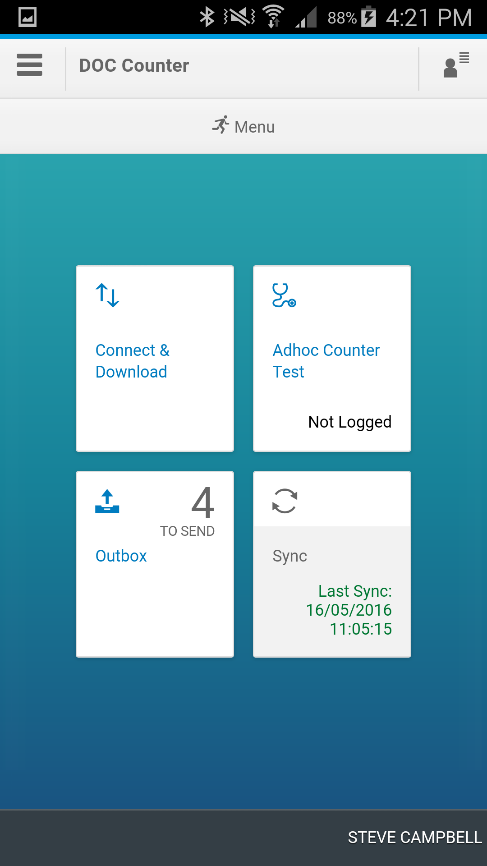 88% 4:21 PM
DOC Counter
Menu
Connect &
Download
Adhoc Counter
Test
Not Logged
4
TO SEND
Outbox
Sync
Last Sync:
16/05/2016
11:05:15
STEVE CAMPBELL